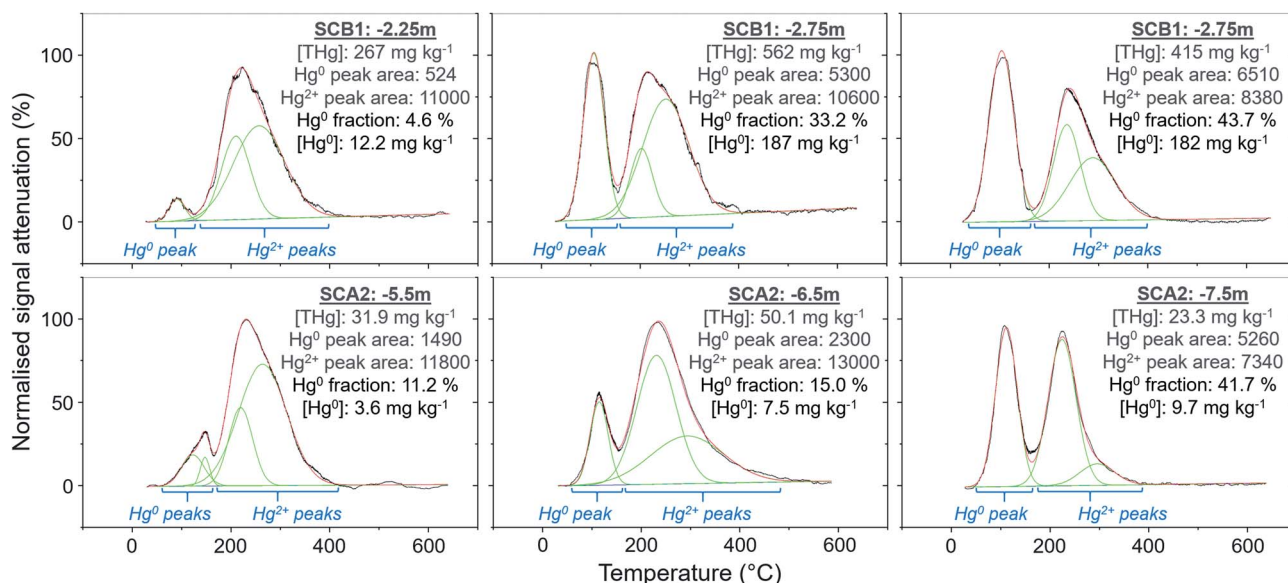 Normalised signal attenuation (%)
100
50
0
SCB1: -2.25m
[THg]: 267 mg kg⁻¹
Hg⁰ peak area: 524
Hg²⁺ peak area: 11000
Hg⁰ fraction: 4.6 %
[Hg⁰]: 12.2 mg kg⁻¹
Hg⁰ peak
Hg²⁺ peaks
SCB1: -2.75m
[THg]: 562 mg kg⁻¹
Hg⁰ peak area: 5300
Hg²⁺ peak area: 10600
Hg⁰ fraction: 33.2 %
[Hg⁰]: 187 mg kg⁻¹
Hg⁰ peak
Hg²⁺ peaks
SCB1: -2.75m
[THg]: 415 mg kg⁻¹
Hg⁰ peak area: 6510
Hg²⁺ peak area: 8380
Hg⁰ fraction: 43.7 %
[Hg⁰]: 182 mg kg⁻¹
Hg⁰ peak
Hg²⁺ peaks
100
50
0
SCA2: -5.5m
[THg]: 31.9 mg kg⁻¹
Hg⁰ peak area: 1490
Hg²⁺ peak area: 11800
Hg⁰ fraction: 11.2 %
[Hg⁰]: 3.6 mg kg⁻¹
Hg⁰ peaks
Hg²⁺ peaks
0 200 400 600
SCA2: -6.5m
[THg]: 50.1 mg kg⁻¹
Hg⁰ peak area: 2300
Hg²⁺ peak area: 13000
Hg⁰ fraction: 15.0 %
[Hg⁰]: 7.5 mg kg⁻¹
Hg⁰ peak
Hg²⁺ peaks
0 200 400 600
SCA2: -7.5m
[THg]: 23.3 mg kg⁻¹
Hg⁰ peak area: 5260
Hg²⁺ peak area: 7340
Hg⁰ fraction: 41.7 %
[Hg⁰]: 9.7 mg kg⁻¹
Hg⁰ peak
Hg²⁺ peaks
0 200 400 600
Temperature (°C)